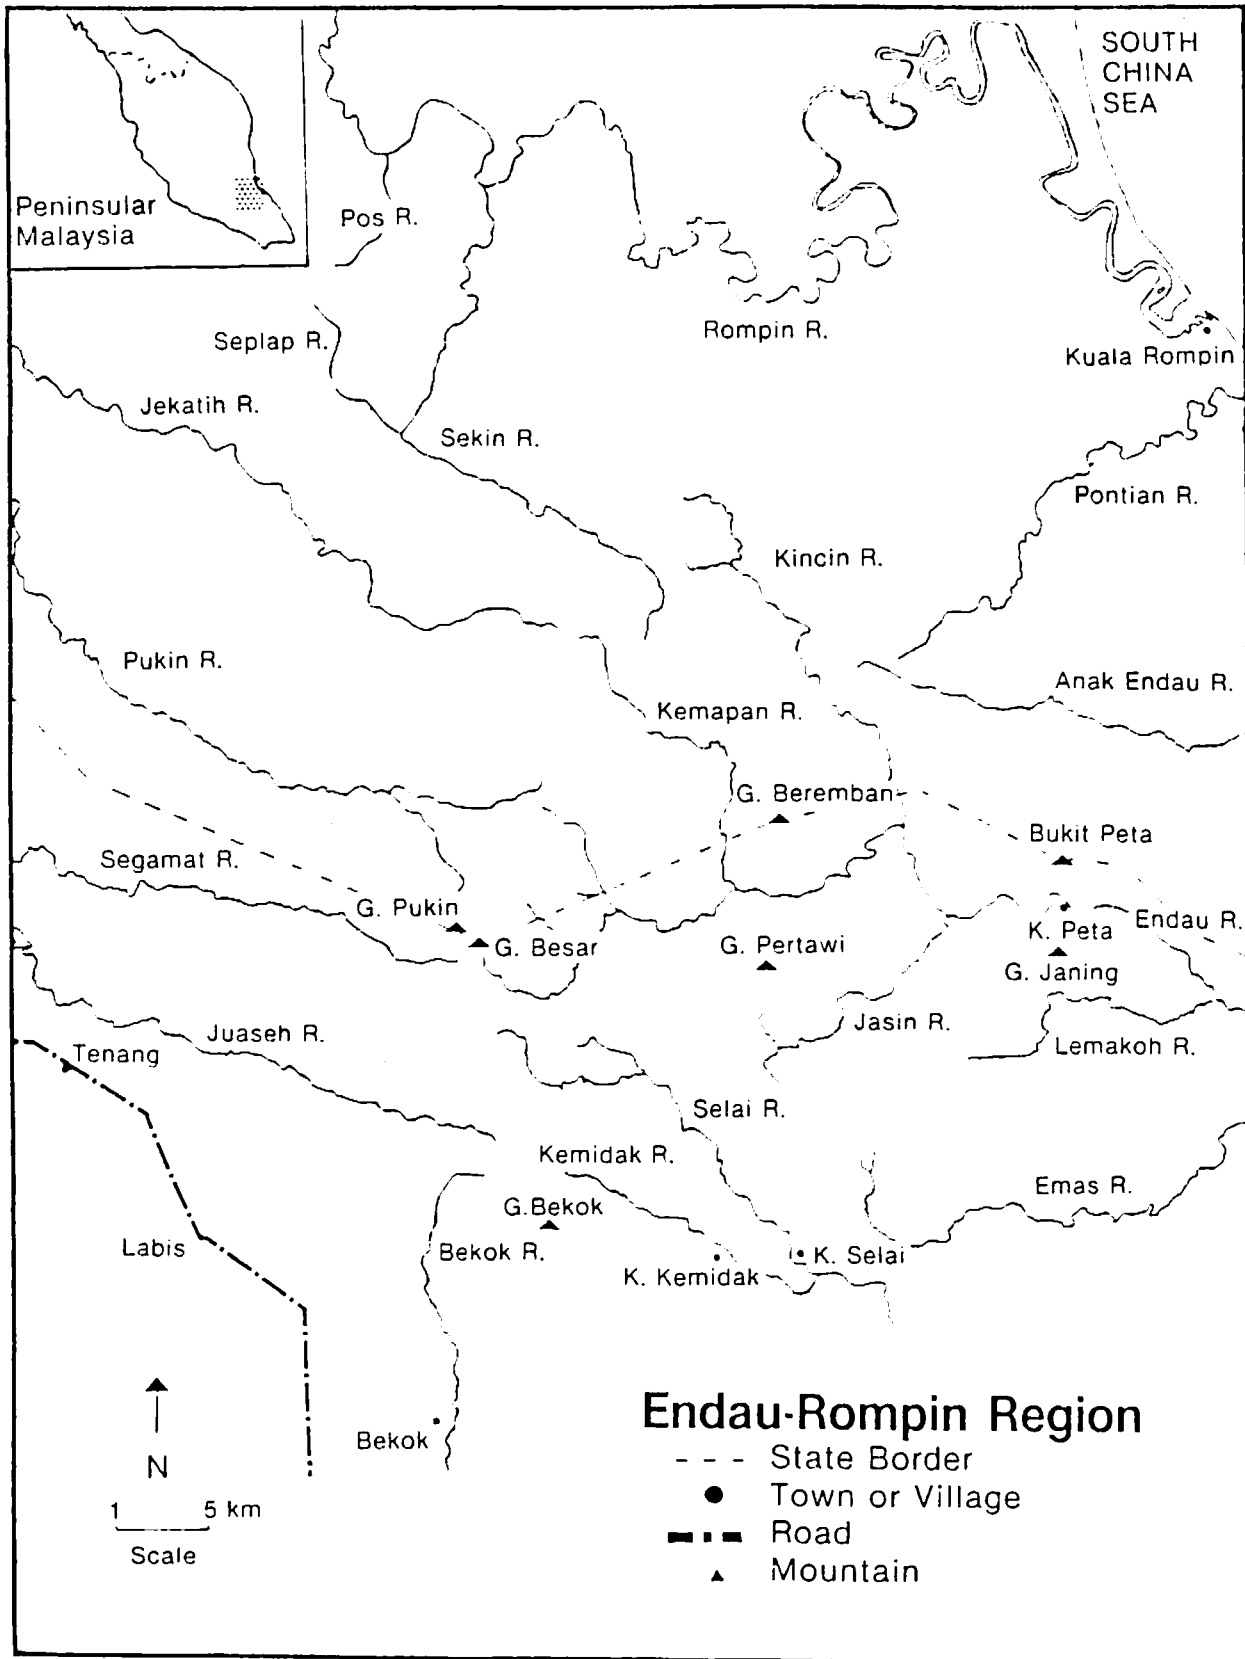 SOUTH
CHINA
SEA
Peninsular
Malaysia
Pos R.
Seplap R.
Rompin R.
Kuala Rompin
Jekatih R.
Sekin R.
Pontian R.
Kincin R.
Pukin R.
Anak Endau R.
Kemapan R.
G. Beremban
Bukit Peta
Segamat R.
G. Pukin
G. Besar
G. Pertawi
K. Peta
Endau R.
G. Janing
Jasin R.
Juaseh R.
Lemakoh R.
Tenang
Selai R.
Kemidak R.
Emas R.
G.Bekok
Labis
Bekok R.
K. Selai
K. Kemidak
Bekok
N
1 5 km
Scale
Endau-Rompin Region
State Border
Town or Village
Road
Mountain